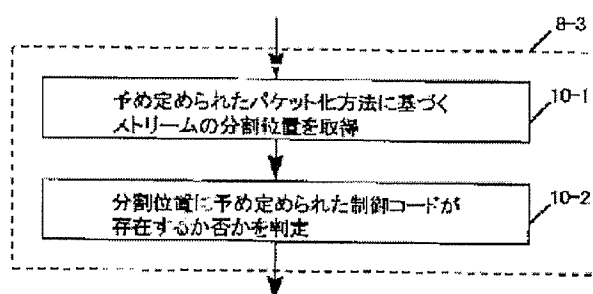 8-3
予め定められたパケット化方法に基づく
ストリームの分割位置を取得
10-1
分割位置に予め定められた制御コードが
存在するか否かを判定
10-2